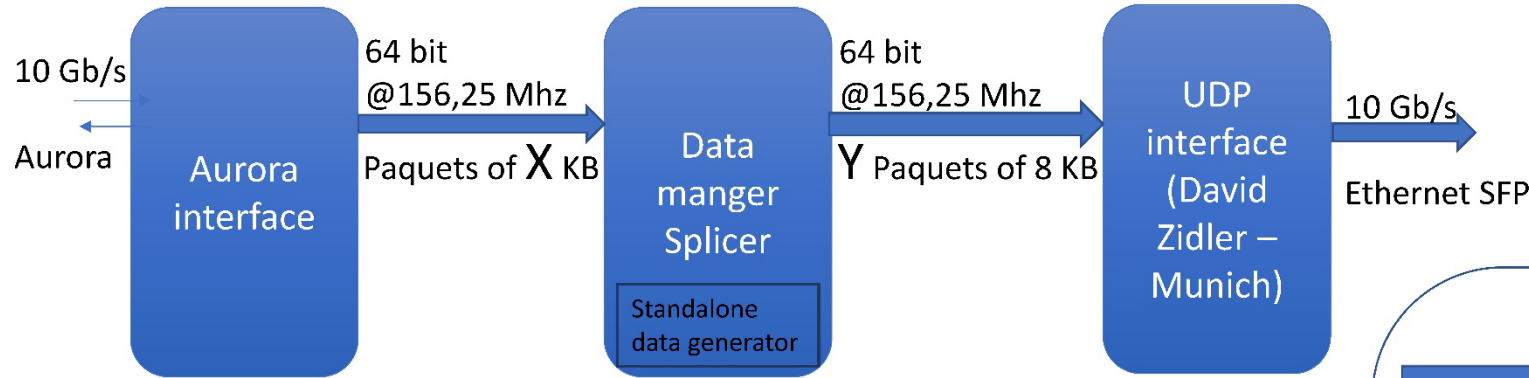 10 Gb/s
Aurora
Aurora
interface
64 bit
@156,25 Mhz
Paquets of X KB
Data
manger
Splicer
Standalone
data generator
64 bit
@156,25 Mhz
Y Paquets of 8 KB
UDP
interface
(David
Zidler –
Munich)
10 Gb/s
Ethernet SFP